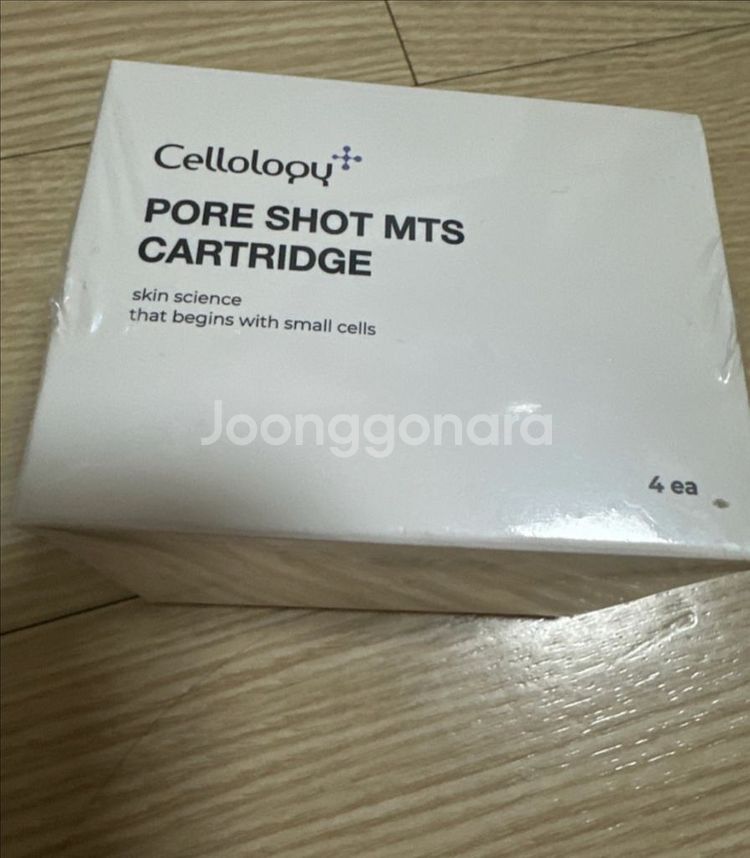 Cellology
PORE SHOT MTS
CARTRIDGE
skin science
that begins with small cells
Joonggonara
4 ea